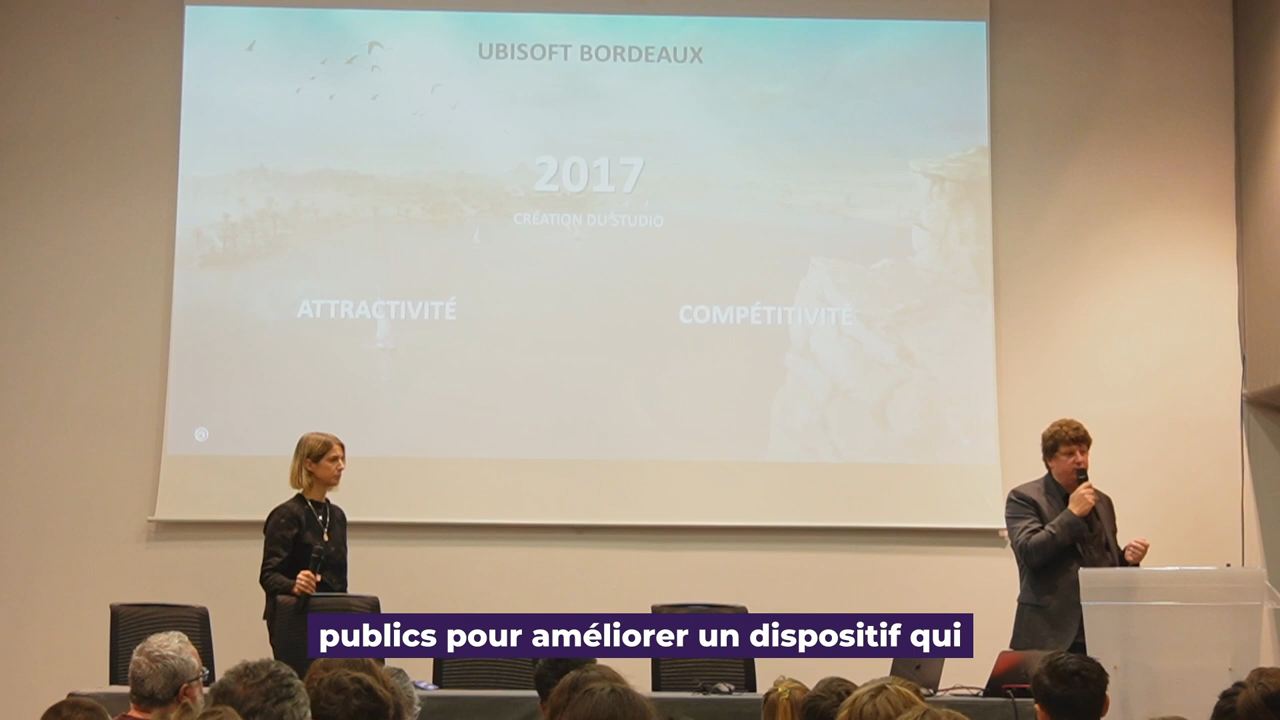 UBISOFT BORDEAUX
2017
CRÉATION DU STUDIO
ATTRACTIVITÉ
COMPÉTITIVITÉ
publics pour améliorer un dispositif qui